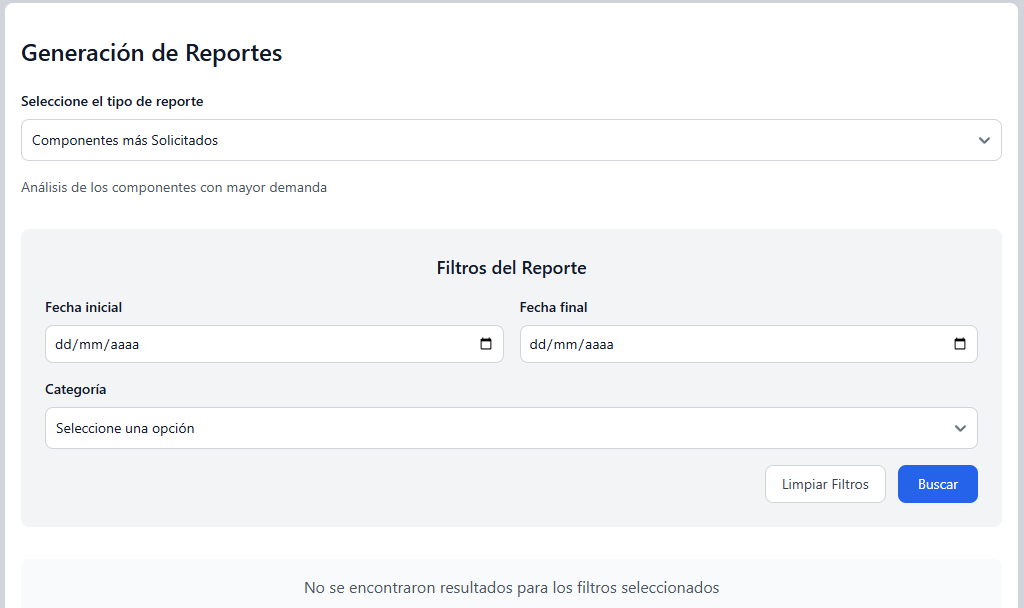 Generación de Reportes
Seleccione el tipo de reporte
Componentes más Solicitados
Análisis de los componentes con mayor demanda
Filtros del Reporte
Fecha inicial
Fecha final
dd/mm/aaaa
dd/mm/aaaa
Categoría
Seleccione una opción
Limpiar Filtros
Buscar
No se encontraron resultados para los filtros seleccionados